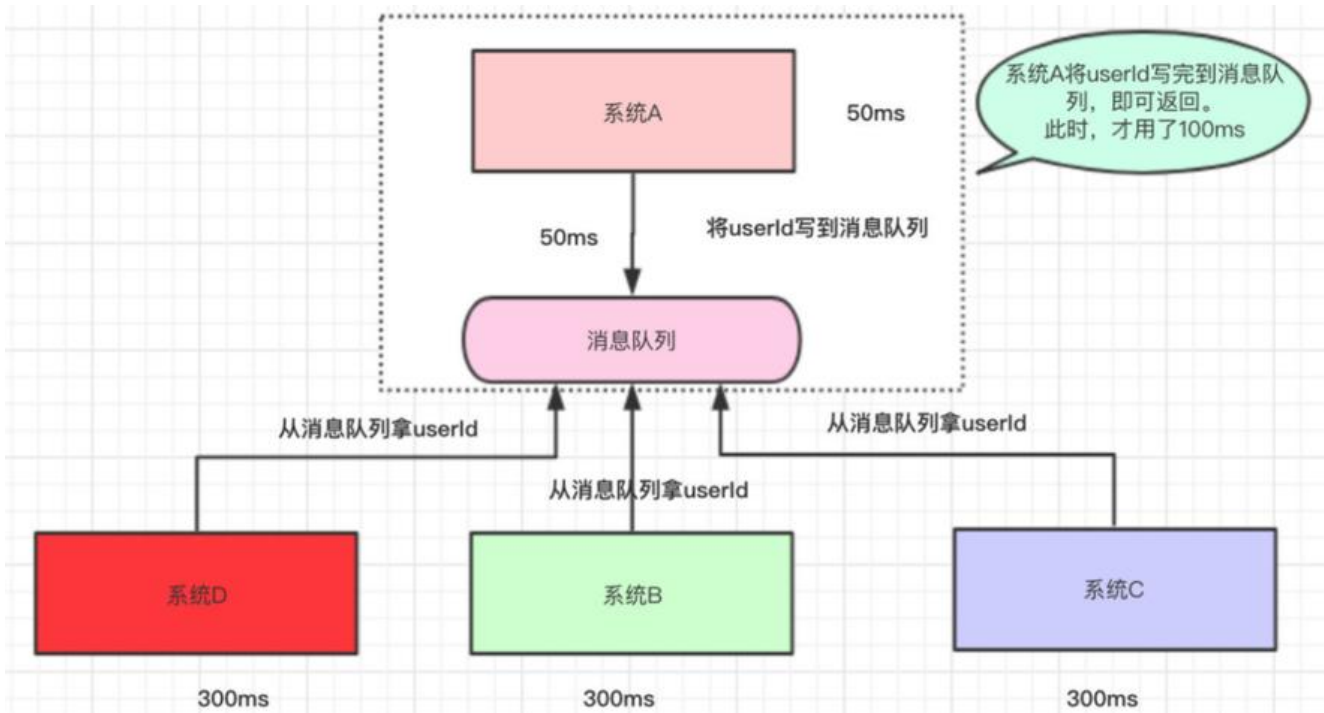 系统A
50ms
系统A将userId写完到消息队
列，即可返回。
此时，才用了100ms
50ms
将userId写到消息队列
消息队列
从消息队列拿userId
从消息队列拿userId
从消息队列拿userId
系统D
系统B
系统C
300ms
300ms
300ms